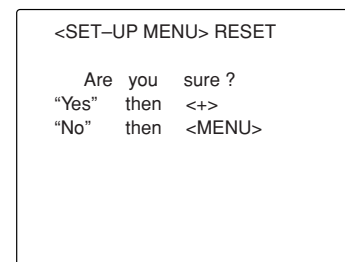 <SET–UP MENU> RESET
Are you sure ?
“Yes” then <+>
“No” then <MENU>